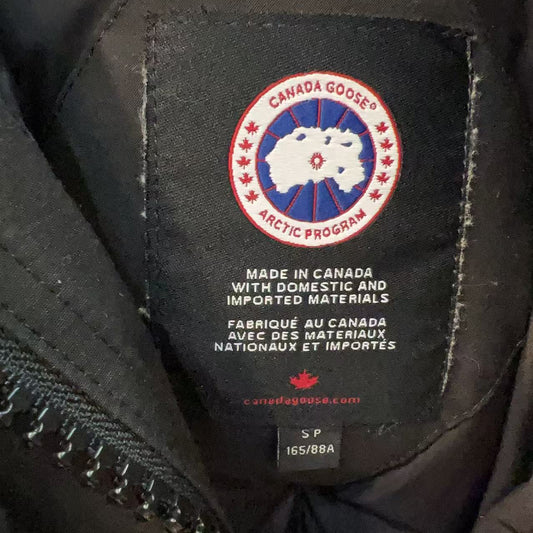 CANADA GOOSE®
ARCTIC PROGRAM
MADE IN CANADA
WITH DOMESTIC AND
IMPORTED MATERIALS
FABRIQUÉ AU CANADA
AVEC DES MATERIAUX
NATIONAUX ET IMPORTÉS
canadagoose.com
S P
165/88A